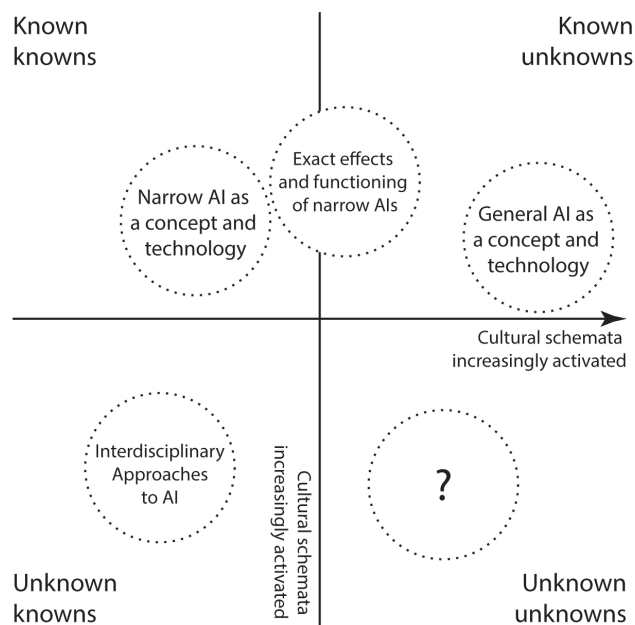 Known
knowns
Known
unknowns
Exact effects
and functioning
of narrow AIs
Narrow AI as
a concept and
technology
General AI as
a concept and
technology
Cultural schemata
increasingly activated
Interdisciplinary
Approaches
to AI
Cultural schemata
increasingly activated
?
Unknown
knowns
Unknown
unknowns